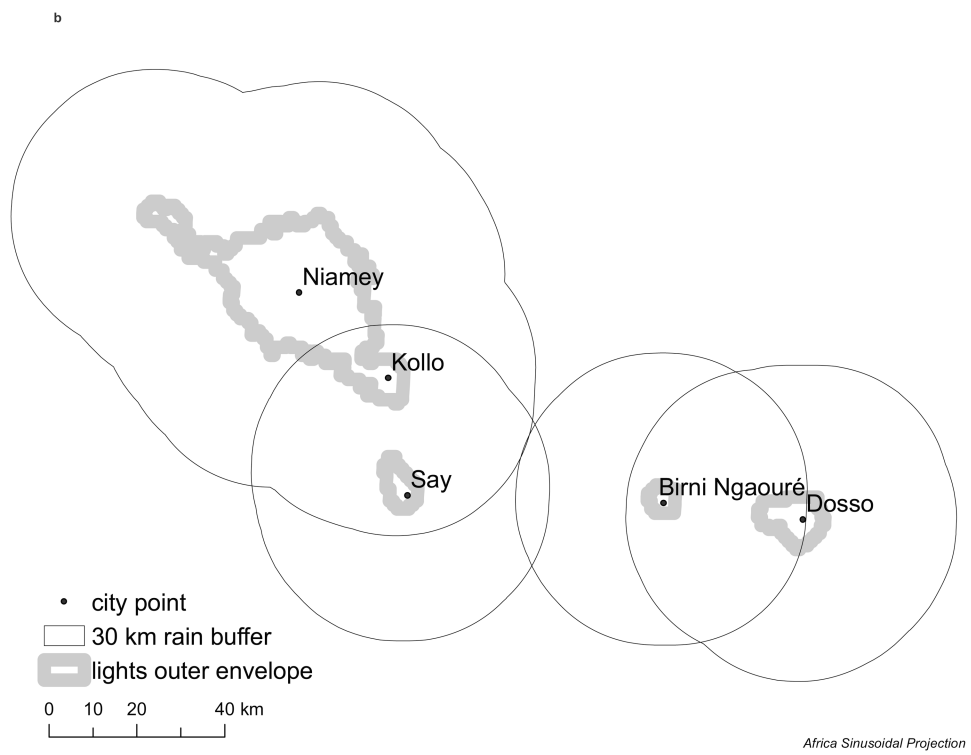 b
Niamey
Kollo
Say
Birni Ngaouré
Dosso
city point
30 km rain buffer
lights outer envelope
0 10 20 40 km
Africa Sinusoidal Projection